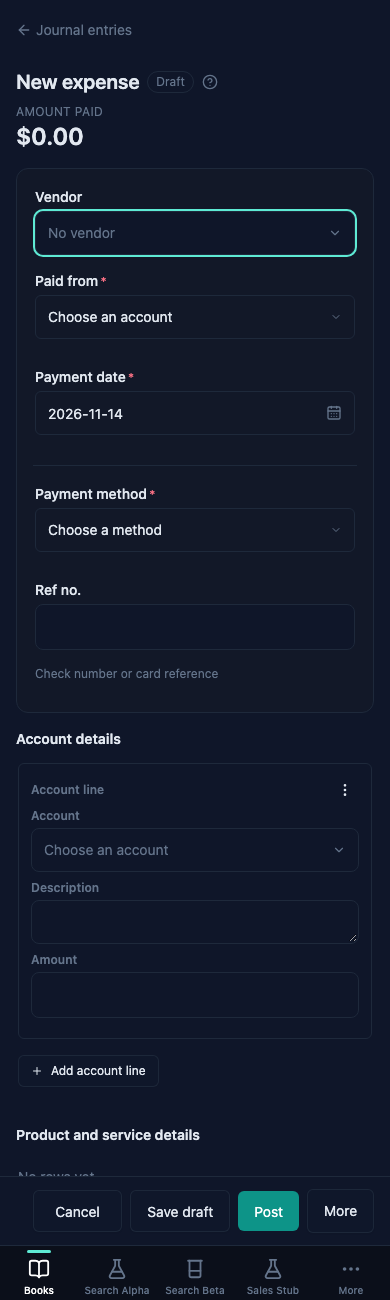 Journal entries
New expense Draft
AMOUNT PAID
$0.00
Vendor
No vendor
Paid from *
Choose an account
Payment date *
2026-11-14
Payment method *
Choose a method
Ref no.
Check number or card reference
Account details
Account line
Account
Choose an account
Description
Amount
+ Add account line
Product and service details
No rows yet
Cancel Save draft Post More
Books Search Alpha Search Beta Sales Stub More